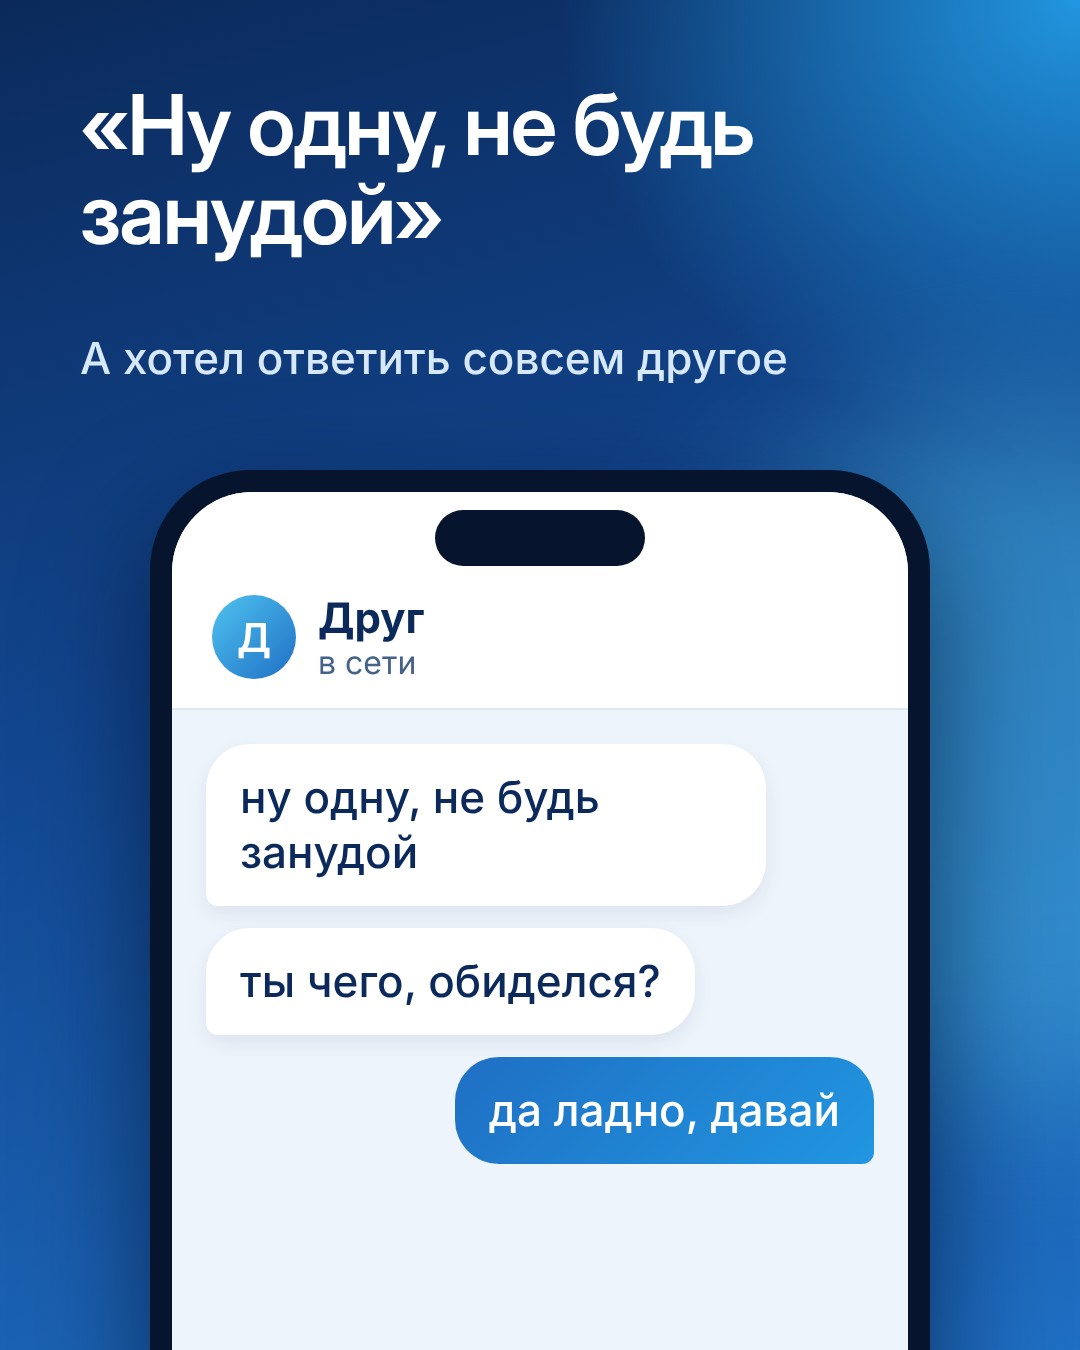 «Ну одну, не будь
занудой»
А хотел ответить совсем другое
Д
Друг
в сети
ну одну, не будь
занудой
ты чего, обиделся?
да ладно, давай